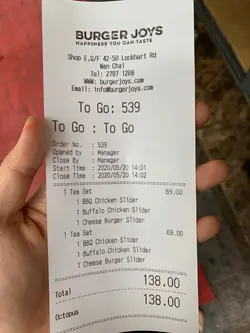 BURGER JOYS
HAPPINESS YOU CAN TASTE
Shop E,G/F 42-50 Lockhart Rd
Wan Chai
Tel: 2787 1288
WWW: burgerjoys.com
Email: info@burgerjoys.com
To Go: 539
To Go : To Go
Order No. : 539
Opened by : Manager
Close By : Manager
Start Time : 2020/05/20 14:01
Close Time : 2020/05/20 14:02
1 Tea Set 69.00
1 BBQ Chicken Slider
1 Buffalo Chicken Slider
1 Cheese Burger Slider
1 Tea Set 69.00
1 BBQ Chicken Slider
1 Buffalo Chicken Slider
1 Cheese Burger Slider
Total 138.00
Octopus 138.00